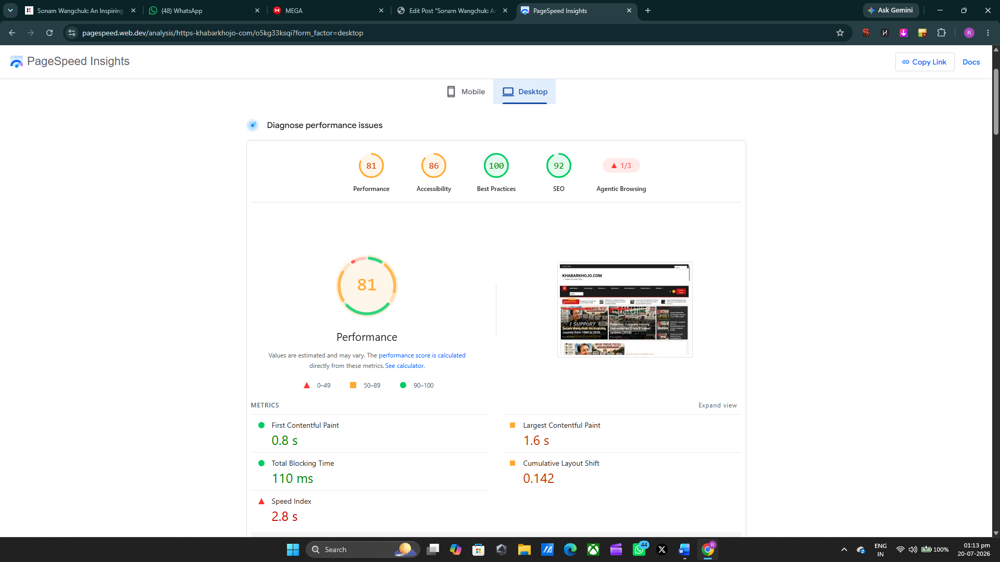 Sonam Wangchuk: An Inspiring
(48) WhatsApp
MEGA
Edit Post “Sonam Wangchuk: An
PageSpeed Insights
Ask Gemini
pagespeed.web.dev/analysis/https-khabarkhojo-com/o5kg33ksqi?form_factor=desktop
R
PageSpeed Insights
Copy Link
Docs
Mobile
Desktop
Diagnose performance issues
81
86
100
92
1/3
Performance
Accessibility
Best Practices
SEO
Agentic Browsing
81
Performance
Values are estimated and may vary. The performance score is calculated
directly from these metrics. See calculator.
0–49
50–89
90–100
KHABARKHOJO.COM
PALESTINE
I SUPPORT
Sonam Wangchuk: An Inspiring
Journey from 1988 to 2026
Palestine: Complete History,
Humanitarian Crisis & Latest
Updates (2026)
METRICS
Expand view
First Contentful Paint
0.8 s
Largest Contentful Paint
1.6 s
Total Blocking Time
110 ms
Cumulative Layout Shift
0.142
Speed Index
2.8 s
Search
44
R
ENG
IN
100%
01:13 pm
20-07-2026